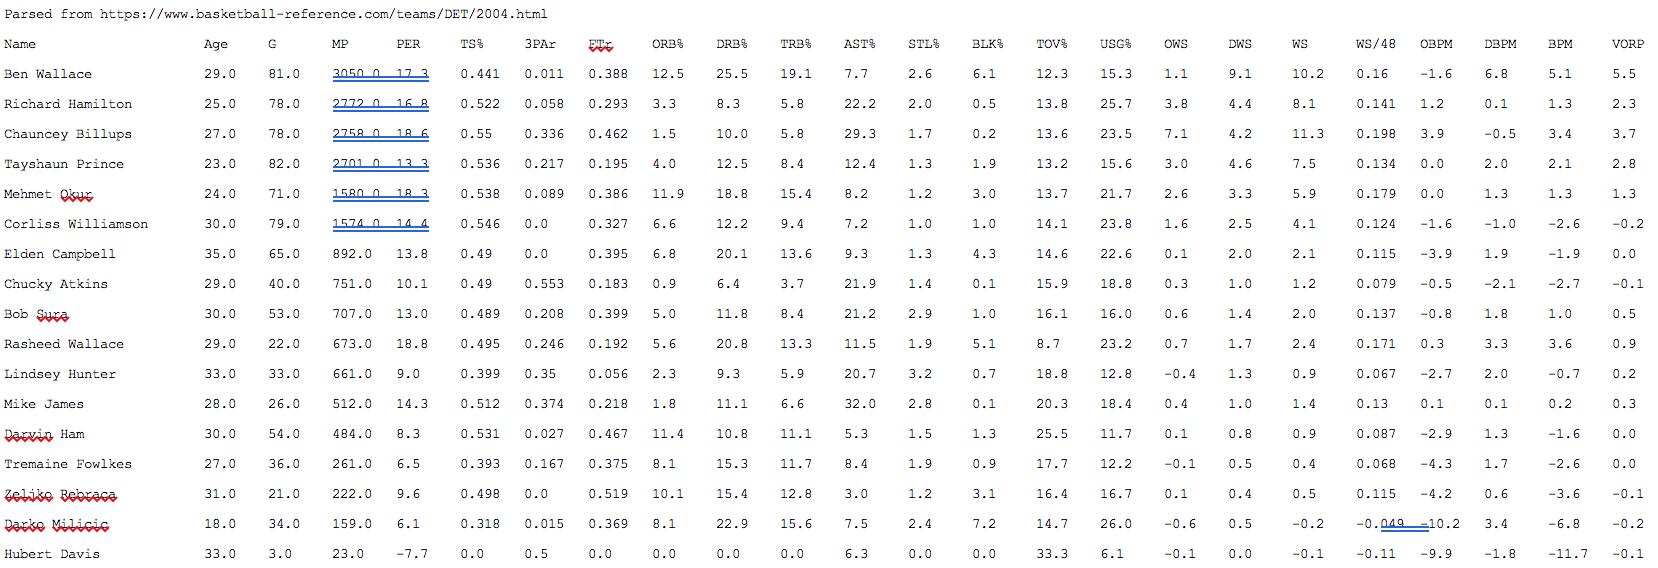 Parsed from https://www.basketball-reference.com/teams/DET/2004.html
Name Age G MP PER TS% 3PAr FTr ORB% DRB% TRB% AST% STL% BLK% TOV% USG% OWS DWS WS WS/48 OBPM DBPM BPM VORP
Ben Wallace 29.0 81.0 3050.0 17.3 0.441 0.011 0.388 12.5 25.5 19.1 7.7 2.6 6.1 12.3 15.3 1.1 9.1 10.2 0.16 -1.6 6.8 5.1 5.5
Richard Hamilton 25.0 78.0 2772.0 16.8 0.522 0.058 0.293 3.3 8.3 5.8 22.2 2.0 0.5 13.8 25.7 3.8 4.4 8.1 0.141 1.2 0.1 1.3 2.3
Chauncey Billups 27.0 78.0 2758.0 18.6 0.55 0.336 0.462 1.5 10.0 5.8 29.3 1.7 0.2 13.6 23.5 7.1 4.2 11.3 0.198 3.9 -0.5 3.4 3.7
Tayshaun Prince 23.0 82.0 2701.0 13.3 0.536 0.217 0.195 4.0 12.5 8.4 12.4 1.3 1.9 13.2 15.6 3.0 4.6 7.5 0.134 0.0 2.0 2.1 2.8
Mehmet Okur 24.0 71.0 1580.0 18.3 0.538 0.089 0.386 11.9 18.8 15.4 8.2 1.2 3.0 13.7 21.7 2.6 3.3 5.9 0.179 0.0 1.3 1.3 1.3
Corliss Williamson 30.0 79.0 1574.0 14.4 0.546 0.0 0.327 6.6 12.2 9.4 7.2 1.0 1.0 14.1 23.8 1.6 2.5 4.1 0.124 -1.6 -1.0 -2.6 -0.2
Elden Campbell 35.0 65.0 892.0 13.8 0.49 0.0 0.395 6.8 20.1 13.6 9.3 1.3 4.3 14.6 22.6 0.1 2.0 2.1 0.115 -3.9 1.9 -1.9 0.0
Chucky Atkins 29.0 40.0 751.0 10.1 0.49 0.553 0.183 0.9 6.4 3.7 21.9 1.4 0.1 15.9 18.8 0.3 1.0 1.2 0.079 -0.5 -2.1 -2.7 -0.1
Bob Sura 30.0 53.0 707.0 13.0 0.489 0.208 0.399 5.0 11.8 8.4 21.2 2.9 1.0 16.1 16.0 0.6 1.4 2.0 0.137 -0.8 1.8 1.0 0.5
Rasheed Wallace 29.0 22.0 673.0 18.8 0.495 0.246 0.192 5.6 20.8 13.3 11.5 1.9 5.1 8.7 23.2 0.7 1.7 2.4 0.171 0.3 3.3 3.6 0.9
Lindsey Hunter 33.0 33.0 661.0 9.0 0.399 0.35 0.056 2.3 9.3 5.9 20.7 3.2 0.7 18.8 12.8 -0.4 1.3 0.9 0.067 -2.7 2.0 -0.7 0.2
Mike James 28.0 26.0 512.0 14.3 0.512 0.374 0.218 1.8 11.1 6.6 32.0 2.8 0.1 20.3 18.4 0.4 1.0 1.4 0.13 0.1 0.1 0.2 0.3
Darvin Ham 30.0 54.0 484.0 8.3 0.531 0.027 0.467 11.4 10.8 11.1 5.3 1.5 1.3 25.5 11.7 0.1 0.8 0.9 0.087 -2.9 1.3 -1.6 0.0
Tremaine Fowlkes 27.0 36.0 261.0 6.5 0.393 0.167 0.375 8.1 15.3 11.7 8.4 1.9 0.9 17.7 12.2 -0.1 0.5 0.4 0.068 -4.3 1.7 -2.6 0.0
Zeljko Rebraca 31.0 21.0 222.0 9.6 0.498 0.0 0.519 10.1 15.4 12.8 3.0 1.2 3.1 16.4 16.7 0.1 0.4 0.5 0.115 -4.2 0.6 -3.6 -0.1
Darko Milicic 18.0 34.0 159.0 6.1 0.318 0.015 0.369 8.1 22.9 15.6 7.5 2.4 7.2 14.7 26.0 -0.6 0.5 -0.2 -0.049 -10.2 3.4 -6.8 -0.2
Hubert Davis 33.0 3.0 23.0 -7.7 0.0 0.5 0.0 0.0 0.0 0.0 6.3 0.0 0.0 33.3 6.1 -0.1 0.0 -0.1 -0.11 -9.9 -1.8 -11.7 -0.1